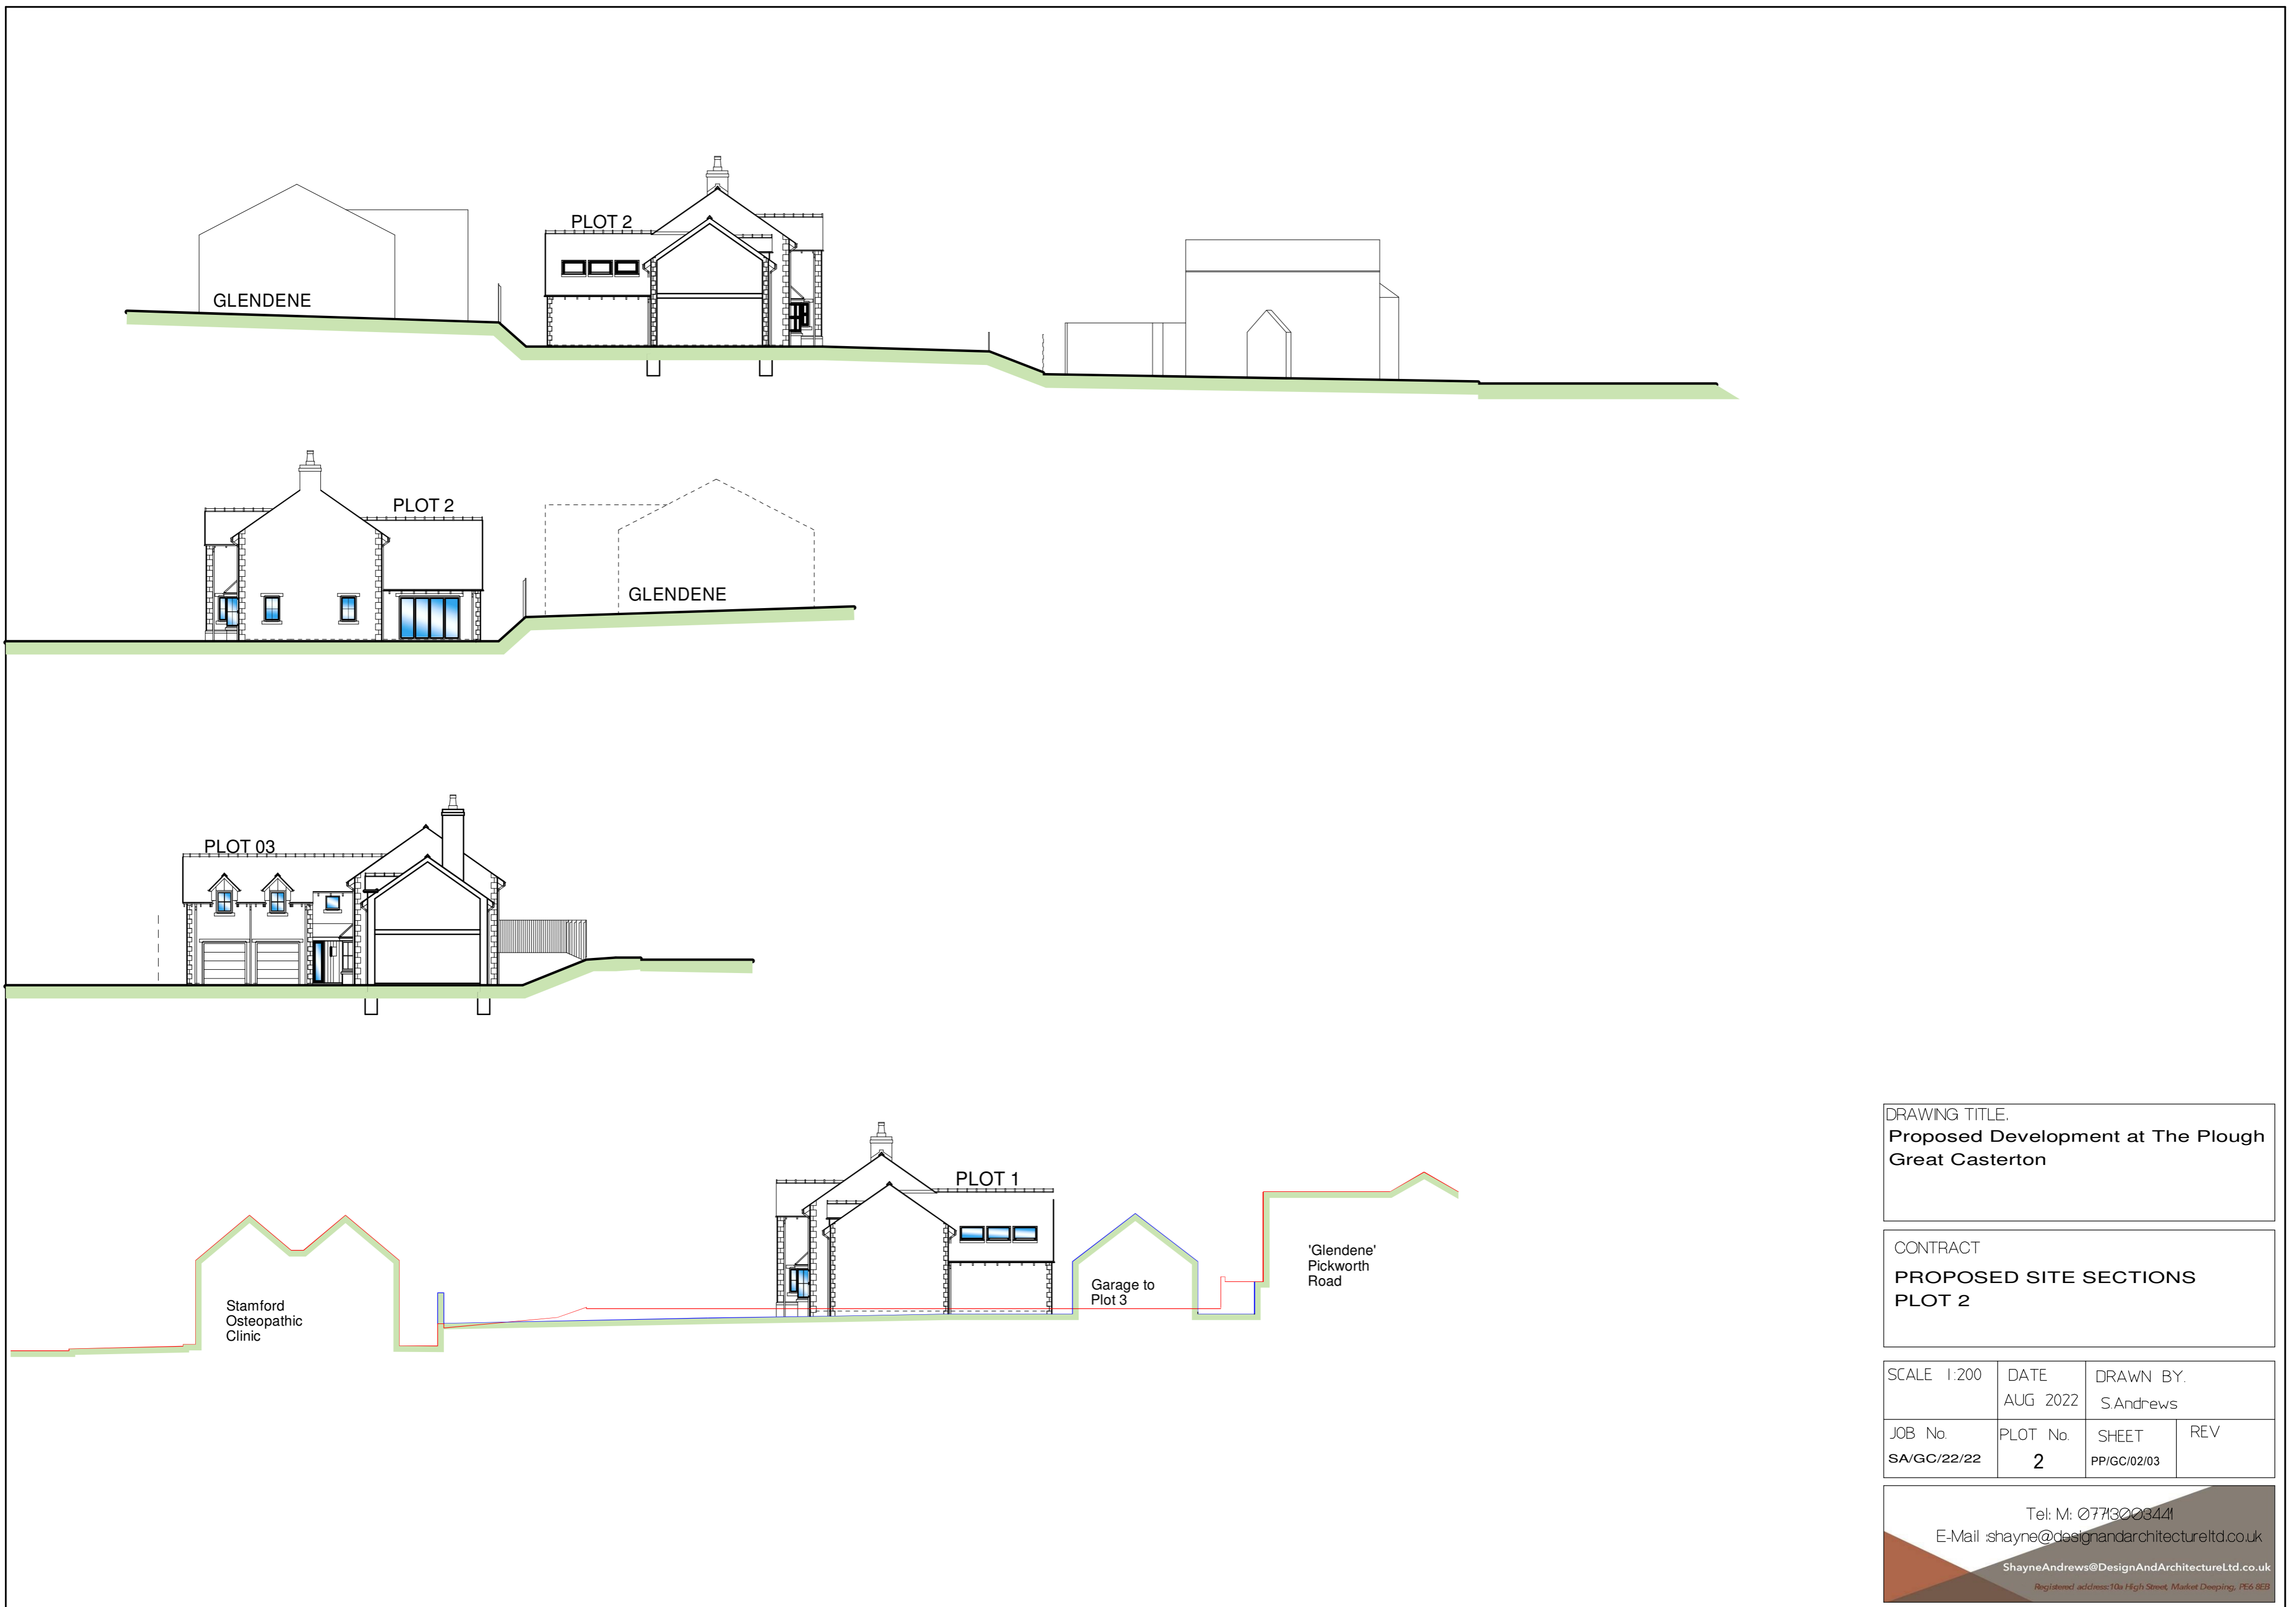 PLOT 2
GLENDENE
PLOT 2
GLENDENE
PLOT 03
PLOT 1
'Glendene'
Pickworth
Road
Garage to
Plot 3
Stamford
Osteopathic
Clinic
DRAWING TITLE.
Proposed Development at The Plough
Great Casterton
CONTRACT
PROPOSED SITE SECTIONS
PLOT 2
SCALE 1:200
DATE
AUG 2022
DRAWN BY.
S.Andrews
JOB No.
SA/GC/22/22
PLOT No.
2
SHEET
PP/GC/02/03
REV
Tel: M: 07713003441
E-Mail :shayne@designandarchitectureltd.co.uk
ShayneAndrews@DesignAndArchitectureLtd.co.uk
Registered address:10a High Street, Market Deeping, PE6 8EB